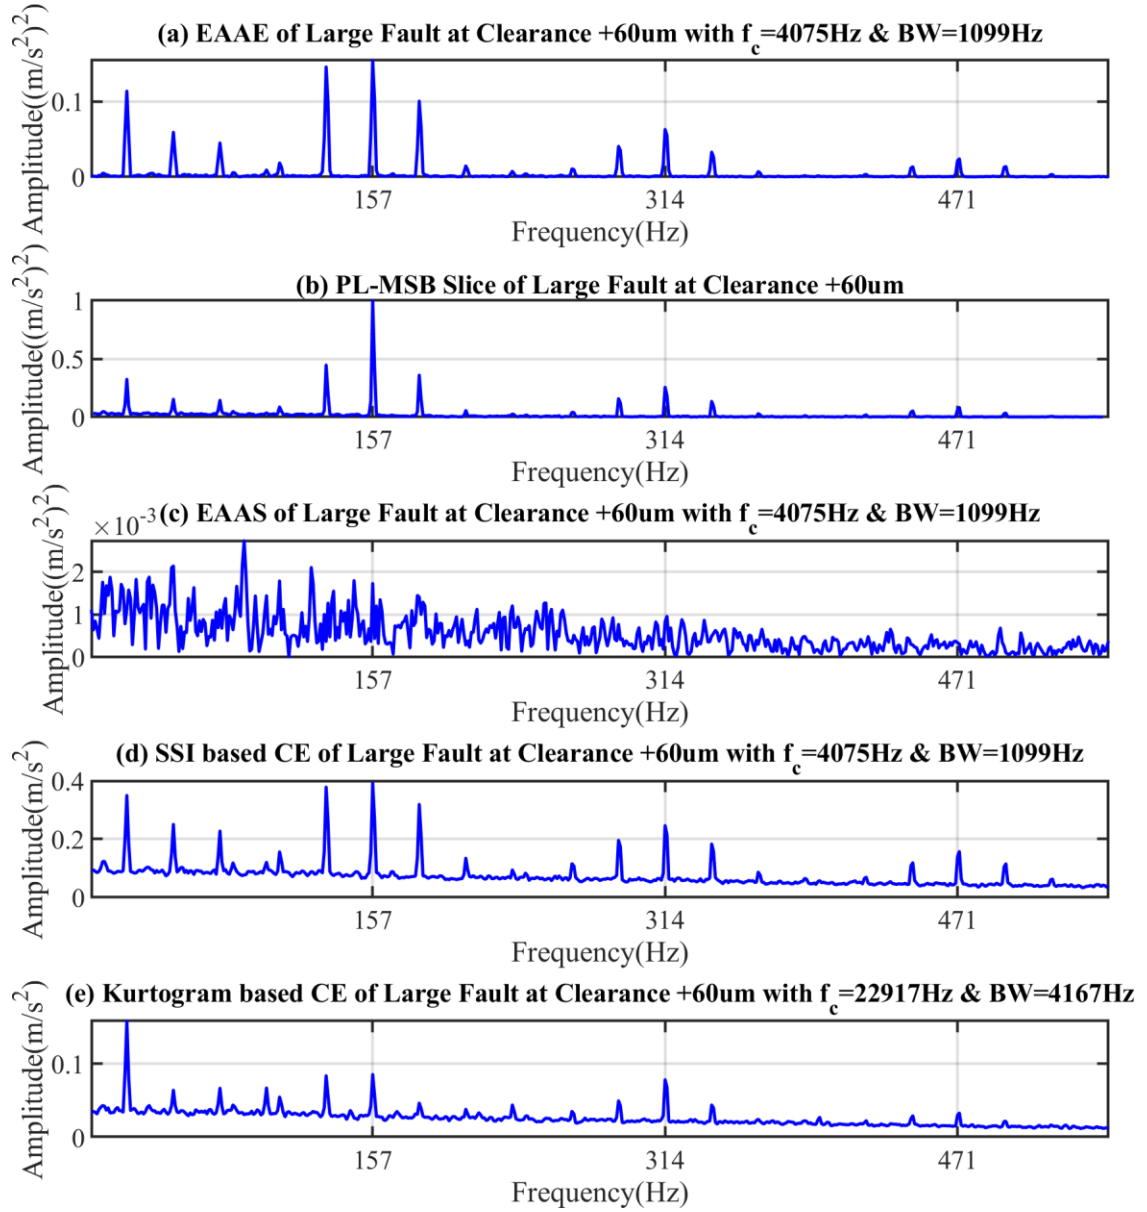 (a) EAAE of Large Fault at Clearance +60um with f_c=4075Hz & BW=1099Hz
Amplitude((m/s²)²)
0.1
0
157 314 471
Frequency(Hz)
(b) PL-MSB Slice of Large Fault at Clearance +60um
Amplitude((m/s²)²)
1
0.5
0
157 314 471
Frequency(Hz)
×10⁻³ (c) EAAS of Large Fault at Clearance +60um with f_c=4075Hz & BW=1099Hz
Amplitude((m/s²)²)
2
1
0
157 314 471
Frequency(Hz)
(d) SSI based CE of Large Fault at Clearance +60um with f_c=4075Hz & BW=1099Hz
Amplitude(m/s²)
0.4
0.2
0
157 314 471
Frequency(Hz)
(e) Kurtogram based CE of Large Fault at Clearance +60um with f_c=22917Hz & BW=4167Hz
Amplitude(m/s²)
0.1
0
157 314 471
Frequency(Hz)